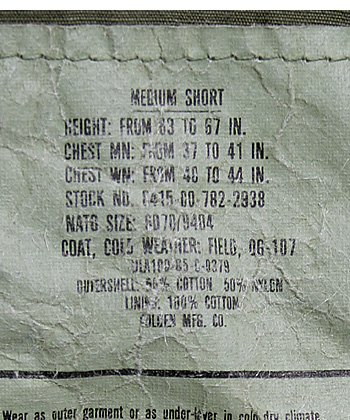 MEDIUM SHORT
HEIGHT: FROM 63 TO 67 IN.
CHEST MN: FROM 37 TO 41 IN.
CHEST WN: FROM 40 TO 44 IN.
STOCK NO. 8415-00-782-2938
NATO SIZE: 6070/9404
COAT, COLD WEATHER: FIELD, OG-107
DLA100-85-C-0379
OUTERSHELL: 50% COTTON 50% NYLON
LINING: 100% COTTON
GOLDEN MFG. CO.
Wear as outer garment or as under-layer in cold dry climate